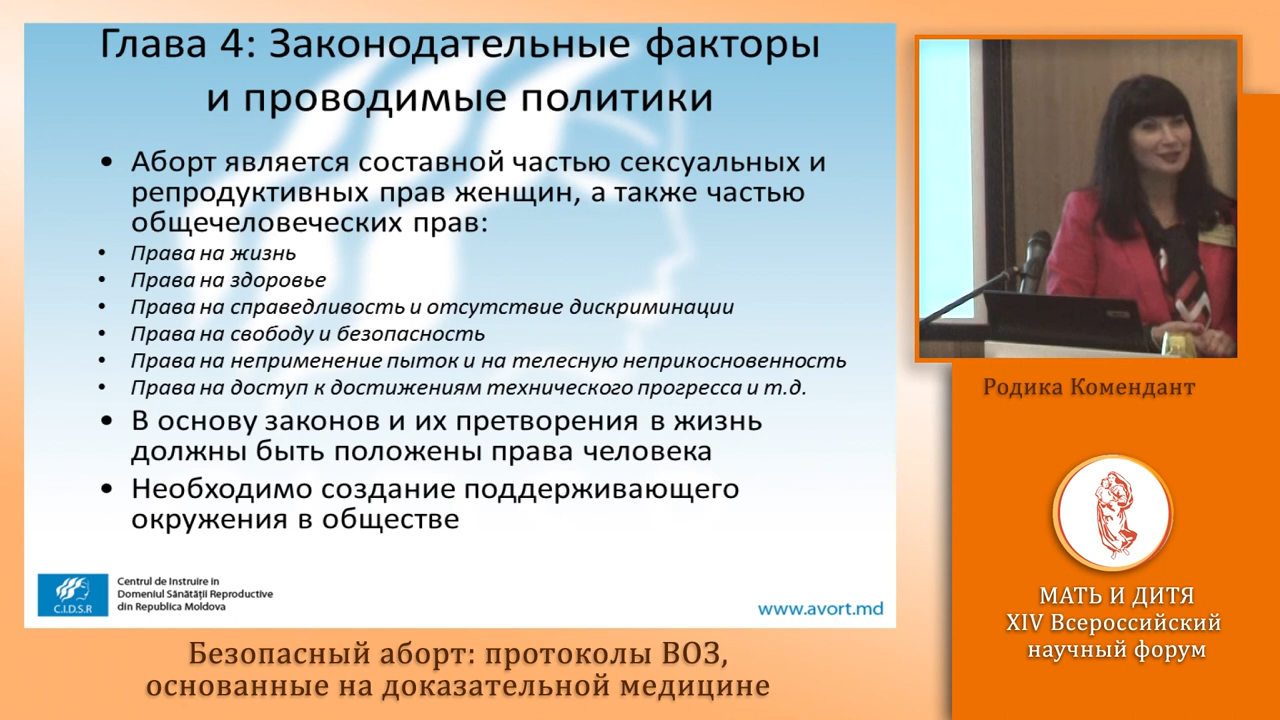 Глава 4: Законодательные факторы
и проводимые политики
• Аборт является составной частью сексуальных и
репродуктивных прав женщин, а также частью
общечеловеческих прав:
• Права на жизнь
• Права на здоровье
• Права на справедливость и отсутствие дискриминации
• Права на свободу и безопасность
• Права на неприменение пыток и на телесную неприкосновенность
• Права на доступ к достижениям технического прогресса и т.д.
• В основу законов и их претворения в жизнь
должны быть положены права человека
• Необходимо создание поддерживающего
окружения в обществе
C.I.D.S.R
Centrul de Instruire in
Domeniul Sănătății Reproductive
din Republica Moldova
www.avort.md
Безопасный аборт: протоколы ВОЗ,
основанные на доказательной медицине
Родика Комендант
МАТЬ И ДИТЯ
XIV Всероссийский
научный форум